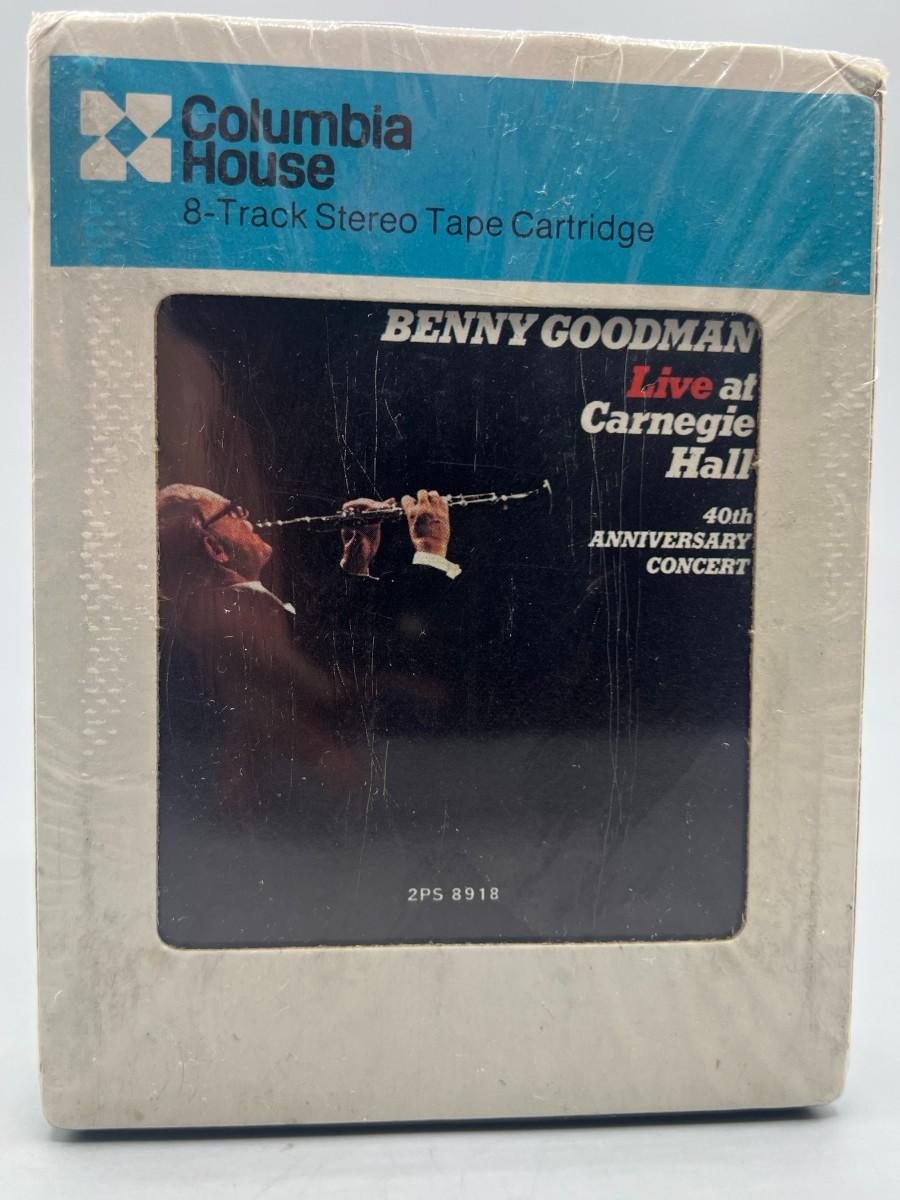 Columbia
House
8-Track Stereo Tape Cartridge
BENNY GOODMAN
Live at
Carnegie
Hall
40th
ANNIVERSARY
CONCERT
2PS 8918